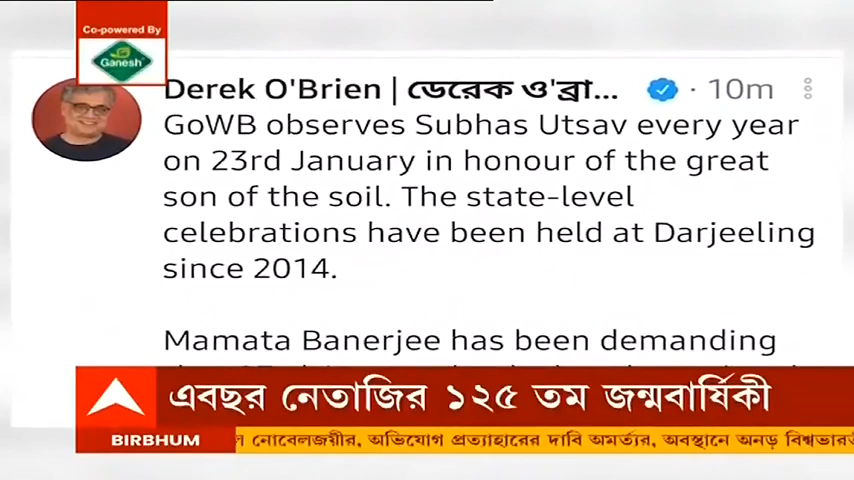 Co-powered By
Ganesh
Derek O'Brien | ডেরেক ও'ব্রা... · 10m
GoWB observes Subhas Utsav every year
on 23rd January in honour of the great
son of the soil. The state-level
celebrations have been held at Darjeeling
since 2014.
Mamata Banerjee has been demanding
এবছর নেতাজির ১২৫ তম জন্মবার্ষিকী
BIRBHUM
নোবেলজয়ীর, অভিযোগ প্রত্যাহারের দাবি অমর্ত্যর, অবস্থানে অনড় বিশ্বভারত